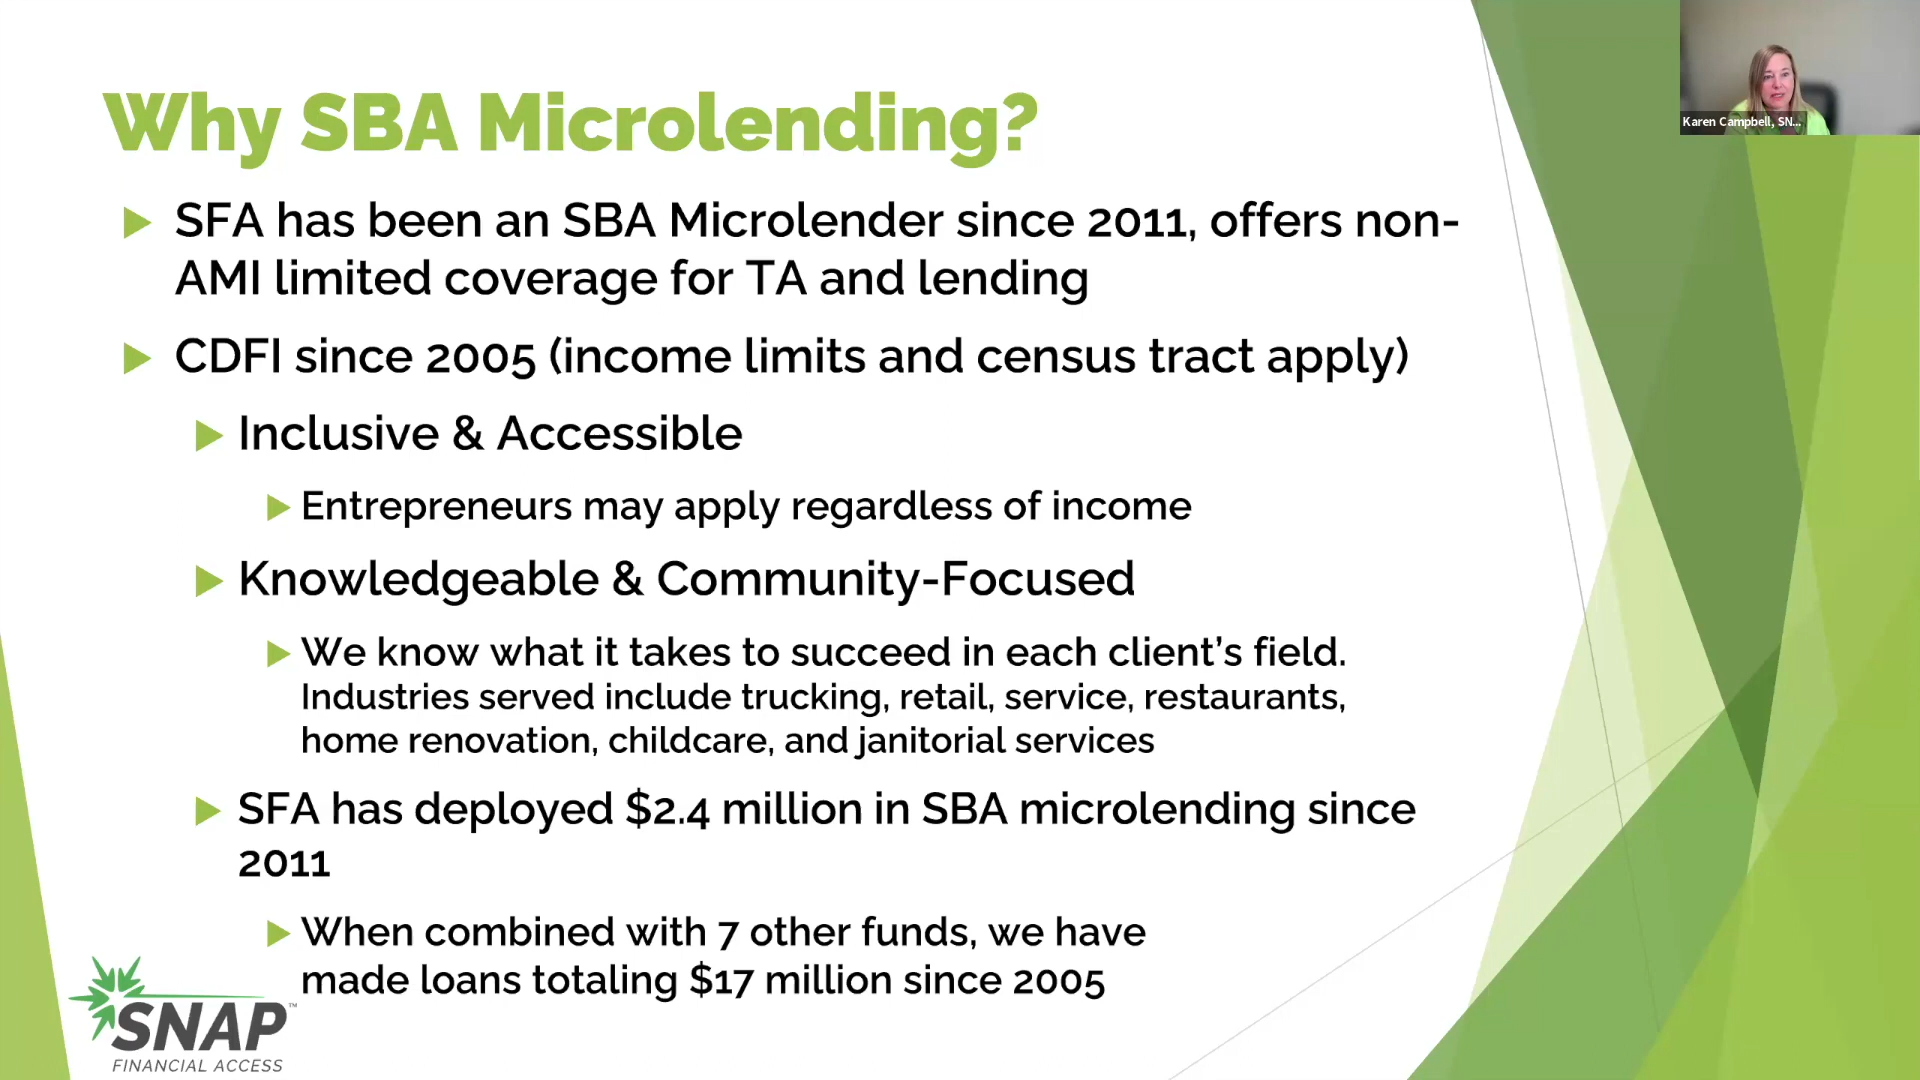 Why SBA Microlending?
Karen Campbell, SN...
SFA has been an SBA Microlender since 2011, offers non-
AMI limited coverage for TA and lending
CDFI since 2005 (income limits and census tract apply)
Inclusive & Accessible
Entrepreneurs may apply regardless of income
Knowledgeable & Community-Focused
We know what it takes to succeed in each client’s field.
Industries served include trucking, retail, service, restaurants,
home renovation, childcare, and janitorial services
SFA has deployed $2.4 million in SBA microlending since
2011
When combined with 7 other funds, we have
made loans totaling $17 million since 2005
SNAP™
FINANCIAL ACCESS